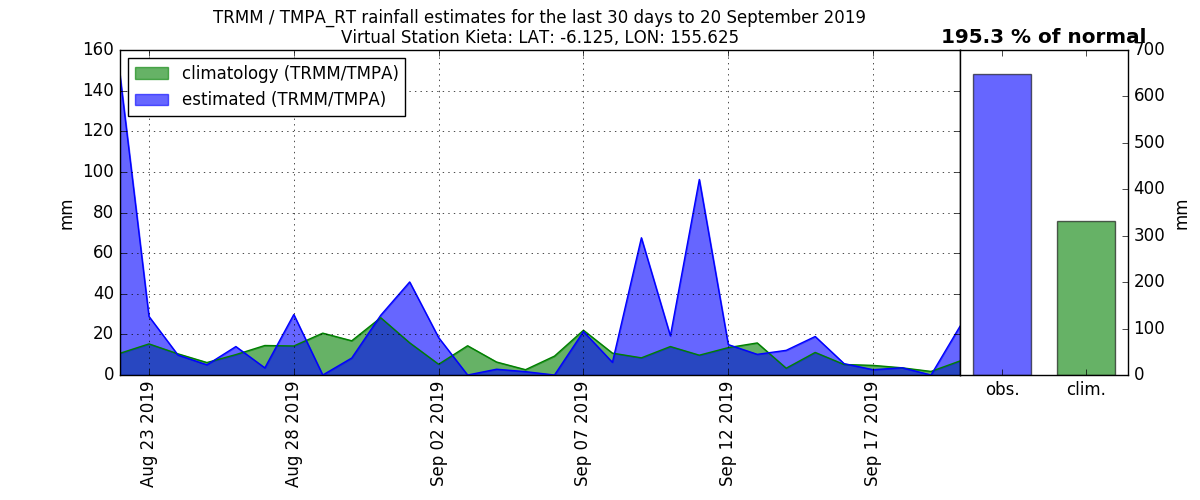 TRMM / TMPA_RT rainfall estimates for the last 30 days to 20 September 2019
Virtual Station Kieta: LAT: -6.125, LON: 155.625
195.3 % of normal
climatology (TRMM/TMPA)
estimated (TRMM/TMPA)
160
140
120
100
80
60
40
20
0
mm
Aug 23 2019
Aug 28 2019
Sep 02 2019
Sep 07 2019
Sep 12 2019
Sep 17 2019
700
600
500
400
300
200
100
0
mm
obs.
clim.